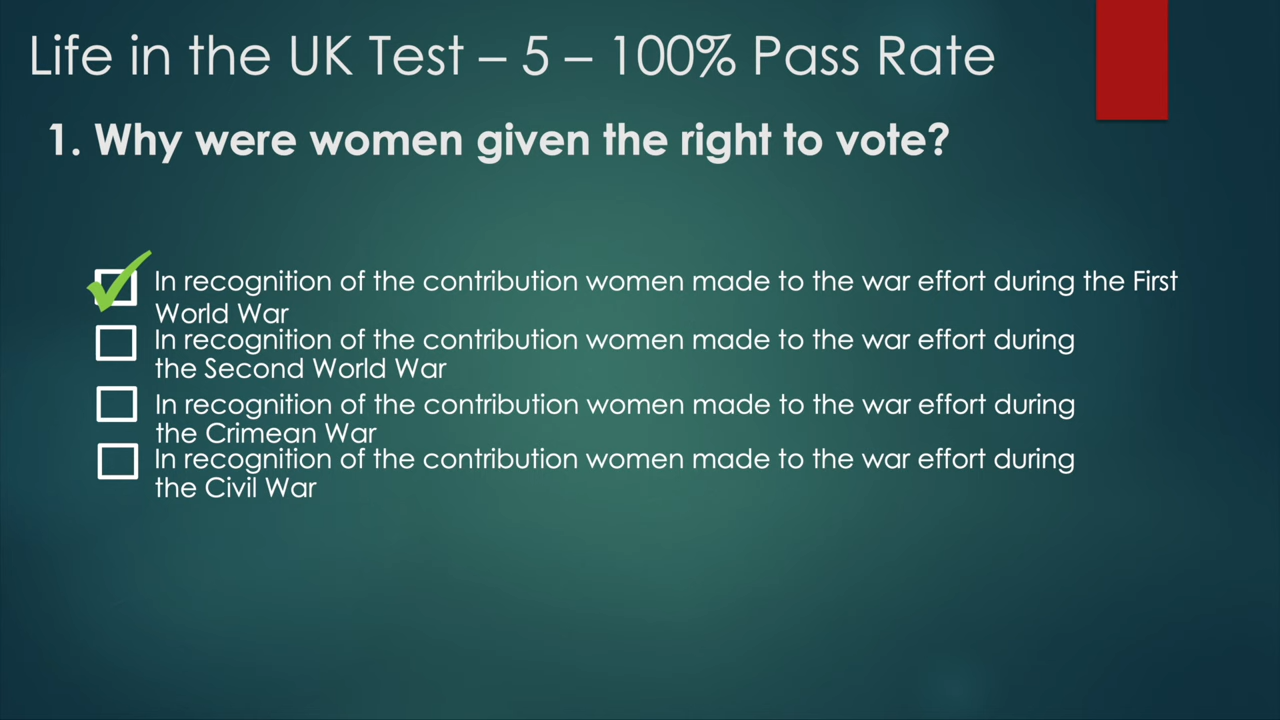 Life in the UK Test – 5 – 100% Pass Rate
1. Why were women given the right to vote?
In recognition of the contribution women made to the war effort during the First
World War
In recognition of the contribution women made to the war effort during
the Second World War
In recognition of the contribution women made to the war effort during
the Crimean War
In recognition of the contribution women made to the war effort during
the Civil War